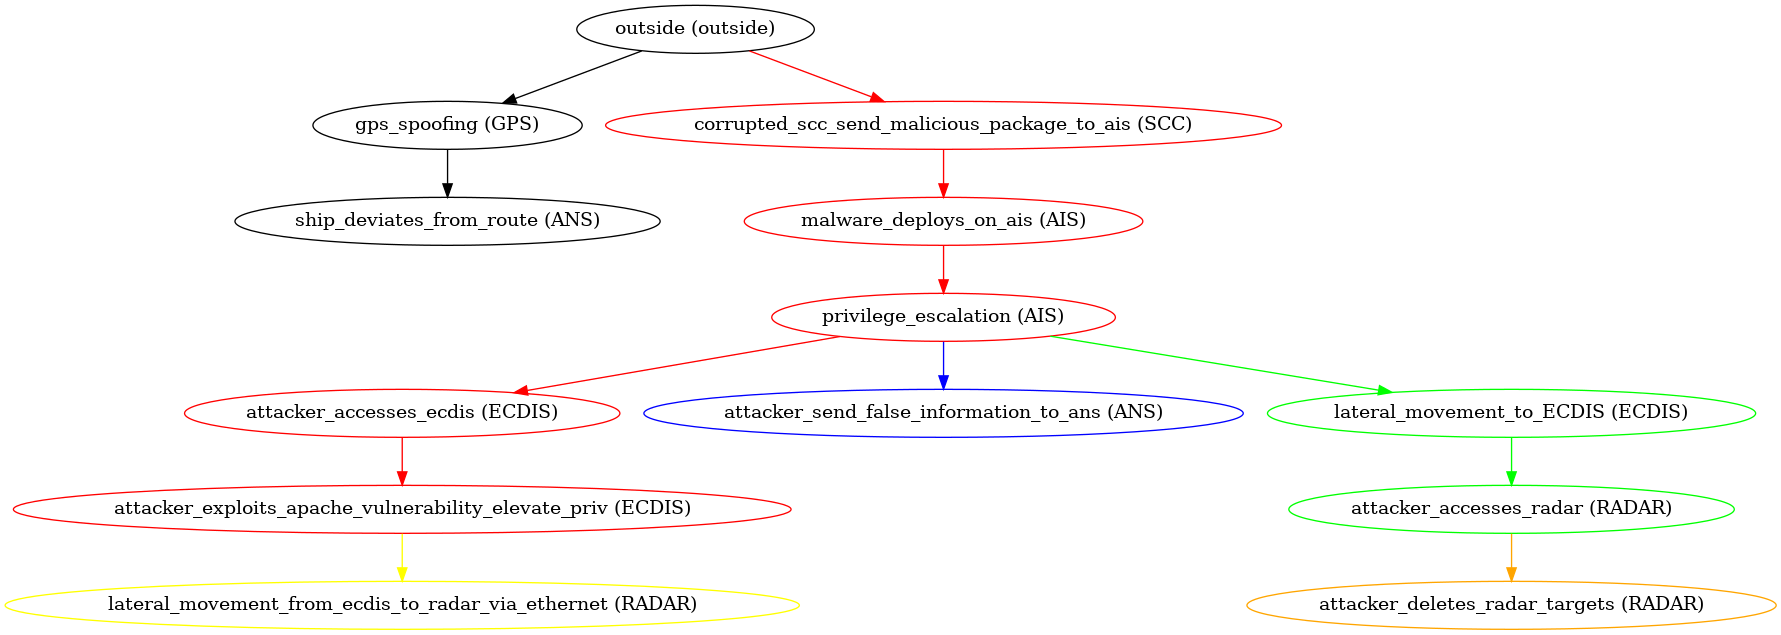 outside (outside)
gps_spoofing (GPS)
corrupted_scc_send_malicious_package_to_ais (SCC)
ship_deviates_from_route (ANS)
malware_deploys_on_ais (AIS)
privilege_escalation (AIS)
attacker_accesses_ecdis (ECDIS)
attacker_send_false_information_to_ans (ANS)
lateral_movement_to_ECDIS (ECDIS)
attacker_exploits_apache_vulnerability_elevate_priv (ECDIS)
attacker_accesses_radar (RADAR)
lateral_movement_from_ecdis_to_radar_via_ethernet (RADAR)
attacker_deletes_radar_targets (RADAR)